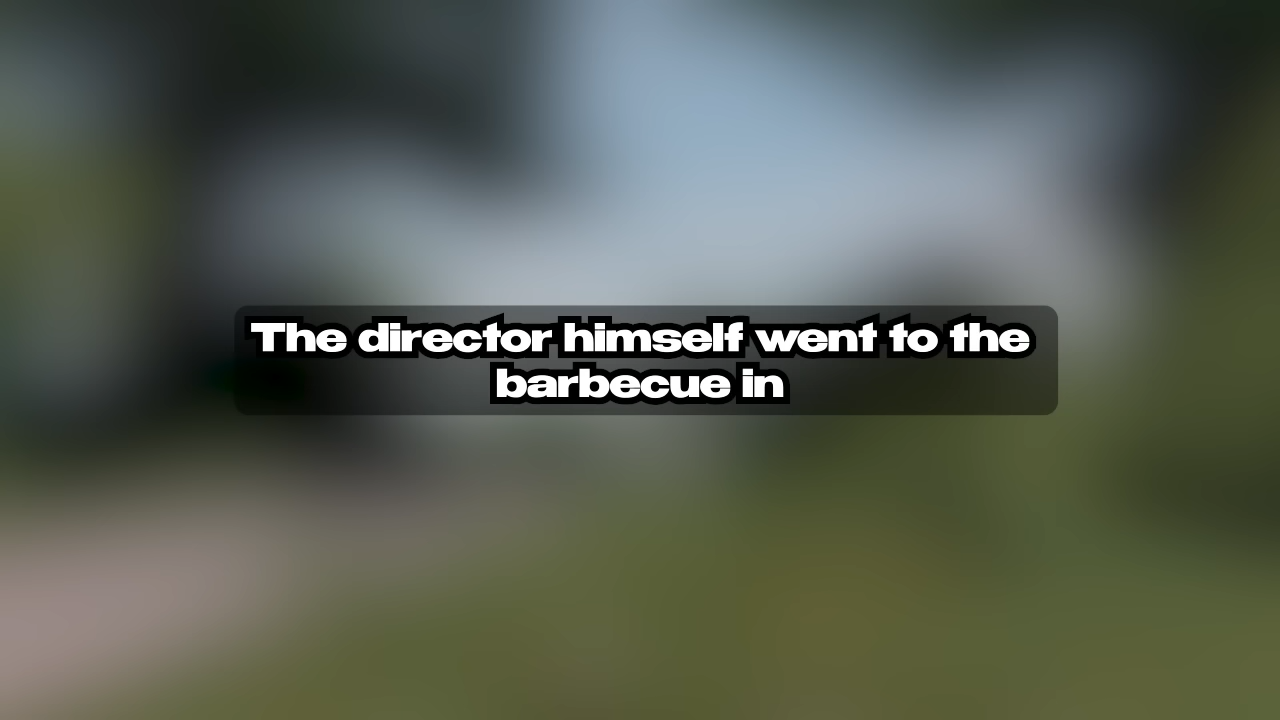 The director himself went to the
barbecue in